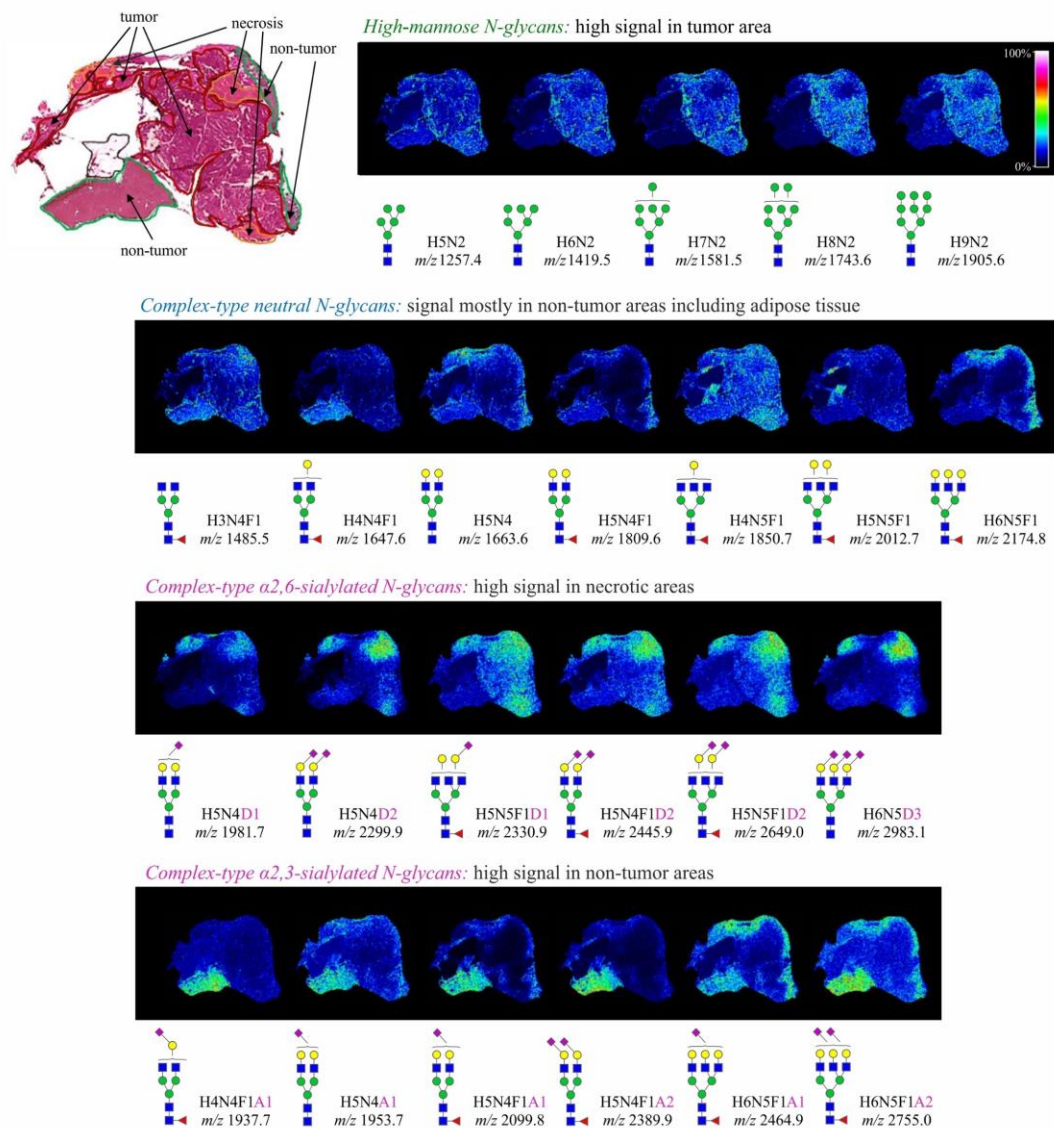 tumor
necrosis
non-tumor
non-tumor
High-mannose N-glycans: high signal in tumor area
100%
0%
H5N2
m/z 1257.4
H6N2
m/z 1419.5
H7N2
m/z 1581.5
H8N2
m/z 1743.6
H9N2
m/z 1905.6
Complex-type neutral N-glycans: signal mostly in non-tumor areas including adipose tissue
H3N4F1
m/z 1485.5
H4N4F1
m/z 1647.6
H5N4
m/z 1663.6
H5N4F1
m/z 1809.6
H4N5F1
m/z 1850.7
H5N5F1
m/z 2012.7
H6N5F1
m/z 2174.8
Complex-type α2,6-sialylated N-glycans: high signal in necrotic areas
H5N4D1
m/z 1981.7
H5N4D2
m/z 2299.9
H5N5F1D1
m/z 2330.9
H5N4F1D2
m/z 2445.9
H5N5F1D2
m/z 2649.0
H6N5D3
m/z 2983.1
Complex-type α2,3-sialylated N-glycans: high signal in non-tumor areas
H4N4F1A1
m/z 1937.7
H5N4A1
m/z 1953.7
H5N4F1A1
m/z 2099.8
H5N4F1A2
m/z 2389.9
H6N5F1A1
m/z 2464.9
H6N5F1A2
m/z 2755.0